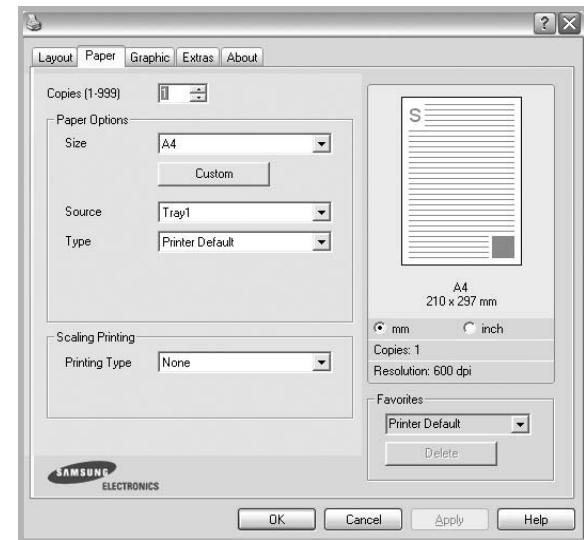 Layout Paper Graphic Extras About
Copies (1-999) 1
Paper Options
Size A4
Custom
Source Tray1
Type Printer Default
Scaling Printing
Printing Type None
SAMSUNG
ELECTRONICS
S
A4
210 x 297 mm
mm inch
Copies: 1
Resolution: 600 dpi
Favorites
Printer Default
Delete
OK Cancel Apply Help